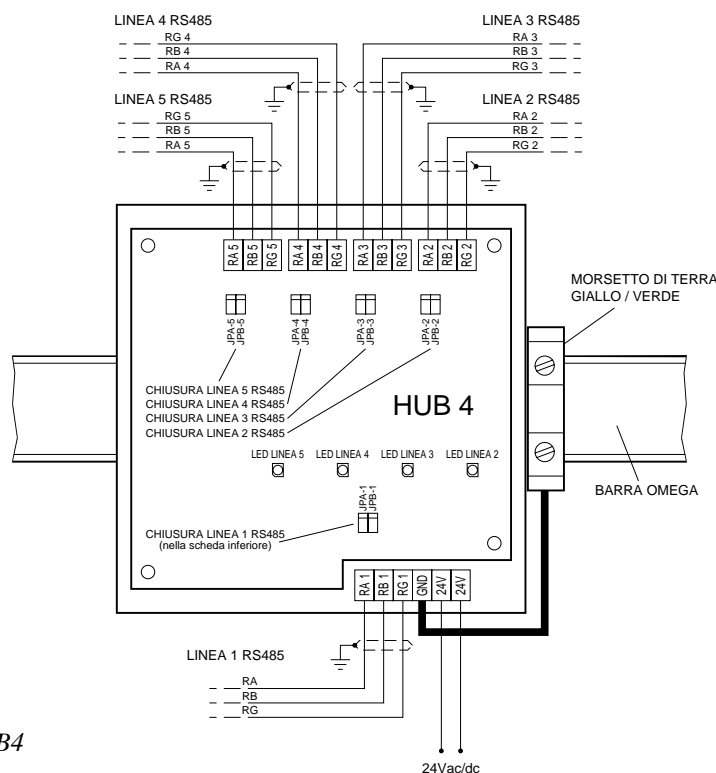 LINEA 4 RS485
RG 4
RB 4
RA 4
LINEA 3 RS485
RA 3
RB 3
RG 3
LINEA 5 RS485
RG 5
RB 5
RA 5
LINEA 2 RS485
RA 2
RB 2
RG 2
RA 5 RB 5 RG 5 RA 4 RB 4 RG 4 RA 3 RB 3 RG 3 RA 2 RB 2 RG 2
MORSETTO DI TERRA
GIALLO / VERDE
JPA-5 JPB-5 JPA-4 JPB-4 JPA-3 JPB-3 JPA-2 JPB-2
CHIUSURA LINEA 5 RS485
CHIUSURA LINEA 4 RS485
CHIUSURA LINEA 3 RS485
CHIUSURA LINEA 2 RS485
HUB 4
LED LINEA 5 LED LINEA 4 LED LINEA 3 LED LINEA 2
BARRA OMEGA
JPA-1 JPB-1
CHIUSURA LINEA 1 RS485
(nella scheda inferiore)
RA 1 RB 1 RG 1 GND 24V 24V
LINEA 1 RS485
RA
RB
RG
B4
24Vac/dc